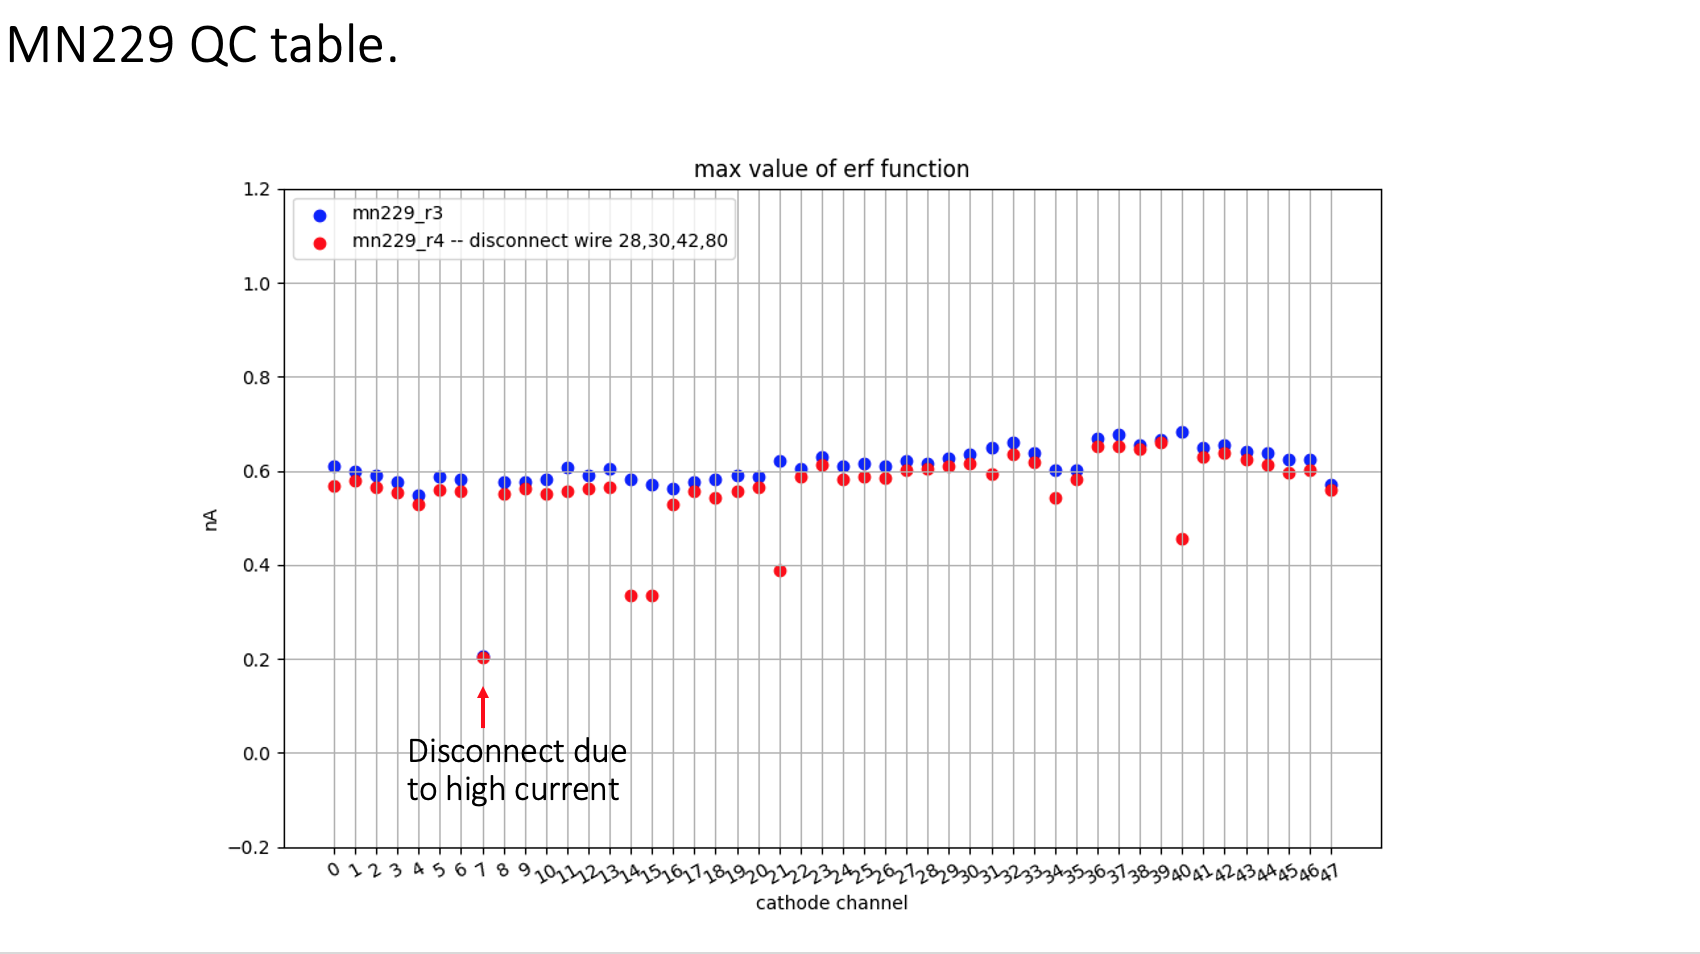 MN229 QC table.
max value of erf function
1.2
mn229_r3
mn229_r4 -- disconnect wire 28,30,42,80
1.0
0.8
0.6
nA
0.4
0.2
Disconnect due
to high current
0.0
−0.2
0 1 2 3 4 5 6 7 8 9 10 11 12 13 14 15 16 17 18 19 20 21 22 23 24 25 26 27 28 29 30 31 32 33 34 35 36 37 38 39 40 41 42 43 44 45 46 47
cathode channel